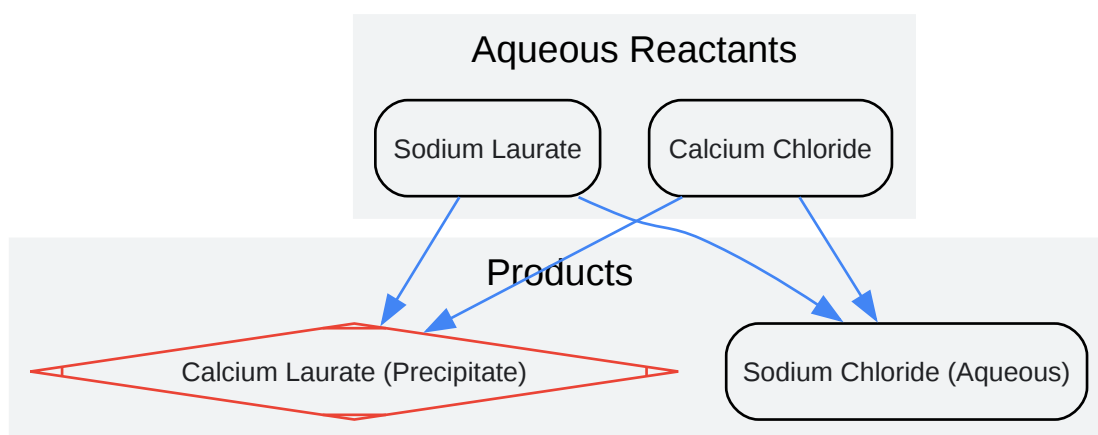 Aqueous Reactants
Sodium Laurate
Calcium Chloride
Products
Calcium Laurate (Precipitate)
Sodium Chloride (Aqueous)